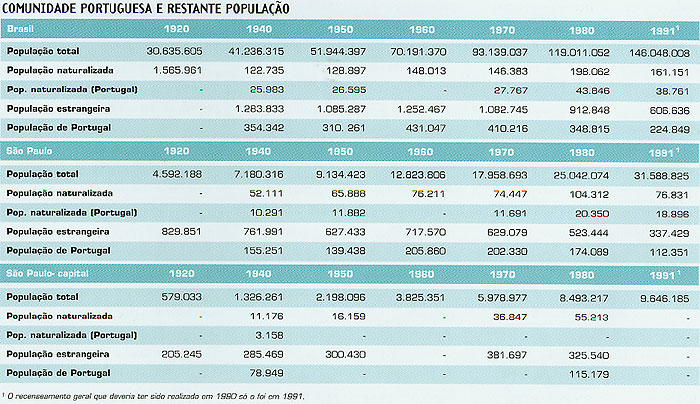 COMUNIDADE PORTUGUESA E RESTANTE POPULAÇÃO
Brasil 1920 1940 1950 1960 1970 1980 1991¹
População total 30.635.605 41.236.315 51.944.397 70.191.370 93.139.037 119.011.052 146.048.008
População naturalizada 1.565.961 122.735 128.897 148.013 146.383 198.062 161.151
Pop. naturalizada (Portugal) - 25.983 26.595 - 27.767 43.846 38.761
População estrangeira - 1.283.833 1.085.287 1.252.467 1.082.745 912.848 606.636
População de Portugal - 354.342 310. 261 431.047 410.216 348.815 224.849
São Paulo 1920 1940 1950 1960 1970 1980 1991¹
População total 4.592.188 7.180.316 9.134.423 12.823.806 17.958.693 25.042.074 31.588.825
População naturalizada - 52.111 65.888 76.211 74.447 104.312 76.831
Pop. naturalizada (Portugal) - 10.291 11.882 - 11.691 20.350 18.896
População estrangeira 829.851 761.991 627.433 717.570 629.079 523.444 337.429
População de Portugal 155.251 139.438 205.860 202.330 174.089 112.351
São Paulo- capital 1920 1940 1950 1960 1970 1980 1991¹
População total 579.033 1.326.261 2.198.096 3.825.351 5.978.977 8.493.217 9.646.185
População naturalizada - 11.176 16.159 - 36.847 55.213 -
Pop. naturalizada (Portugal) - 3.158 - - - - -
População estrangeira 205.245 285.469 300.430 381.697 325.540 -
População de Portugal - 78.949 - - - 115.179 -
¹ O recenseamento geral que deveria ter sido realizado em 1990 só o foi em 1991.